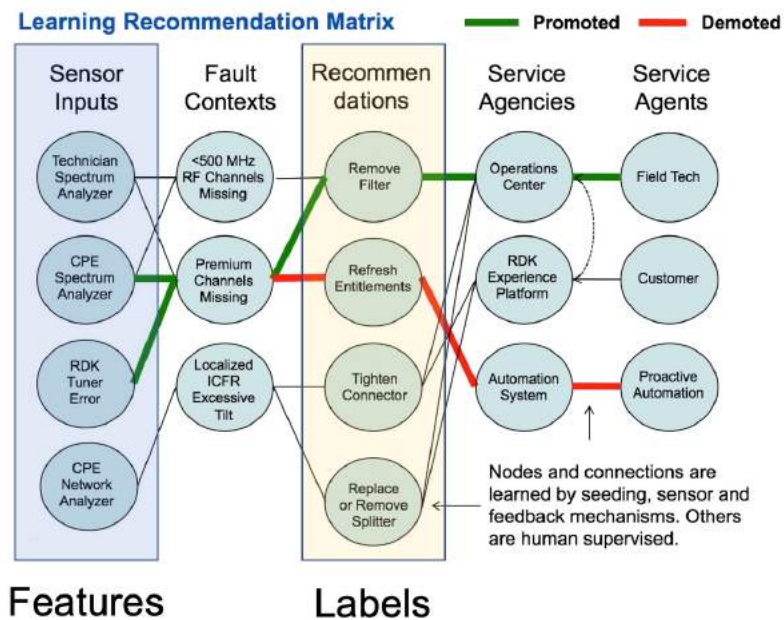 Learning Recommendation Matrix
Promoted
Demoted
Sensor
Inputs
Fault
Contexts
Recommen
dations
Service
Agencies
Service
Agents
Technician
Spectrum
Analyzer
<500 MHz
RF Channels
Missing
Remove
Filter
Operations
Center
Field Tech
CPE
Spectrum
Analyzer
Premium
Channels
Missing
Refresh
Entitlements
RDK
Experience
Platform
Customer
RDK
Tuner
Error
Localized
ICFR
Excessive
Tilt
Tighten
Connector
Automation
System
Proactive
Automation
CPE
Network
Analyzer
Replace
or Remove
Splitter
Nodes and connections are
learned by seeding, sensor and
feedback mechanisms. Others
are human supervised.
Features
Labels